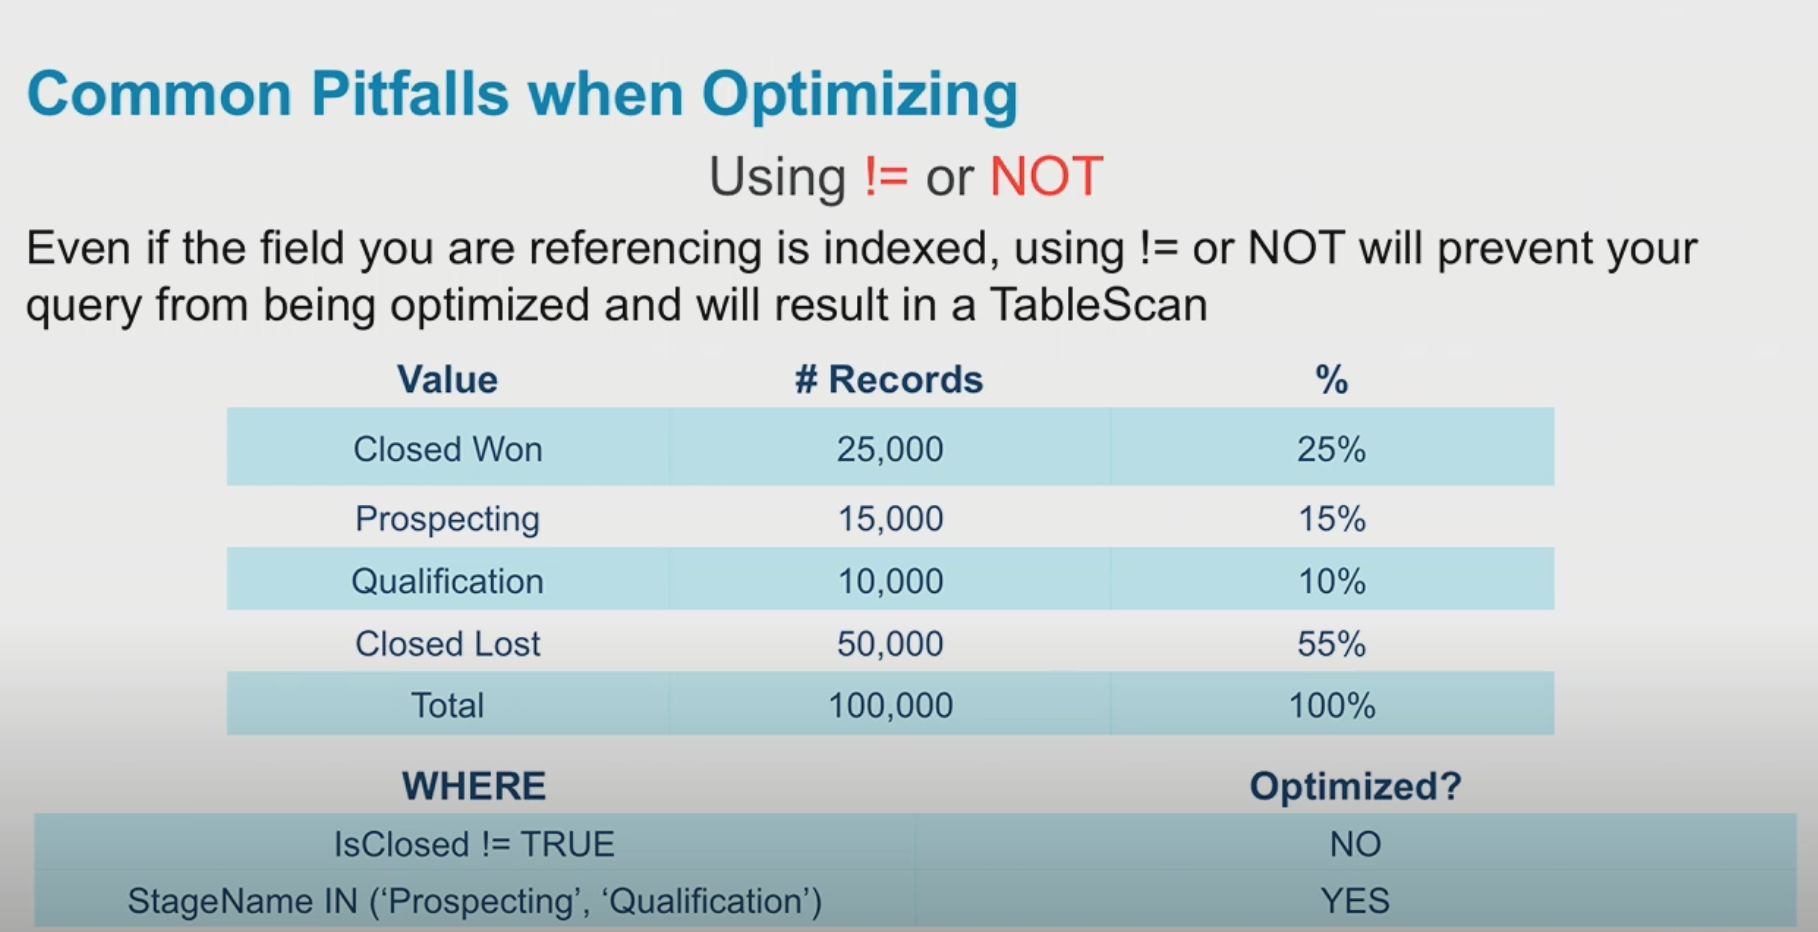 Common Pitfalls when Optimizing
Using != or NOT
Even if the field you are referencing is indexed, using != or NOT will prevent your
query from being optimized and will result in a TableScan
Value # Records %
Closed Won 25,000 25%
Prospecting 15,000 15%
Qualification 10,000 10%
Closed Lost 50,000 55%
Total 100,000 100%
WHERE Optimized?
IsClosed != TRUE NO
StageName IN (‘Prospecting’, ‘Qualification’) YES